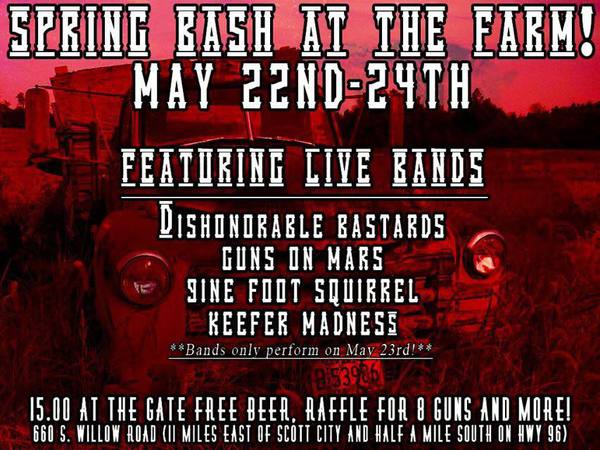 SPRING BASH AT THE FARM!
MAY 22ND-24TH
FEATURING LIVE BANDS
DISHONORABLE BASTARDS
GUNS ON MARS
9INE FOOT SQUIRREL
KEEFER MADNESS
**Bands only perform on May 23rd!**
15.00 AT THE GATE FREE BEER, RAFFLE FOR 8 GUNS AND MORE!
660 S. WILLOW ROAD (11 MILES EAST OF SCOTT CITY AND HALF A MILE SOUTH ON HWY 96)